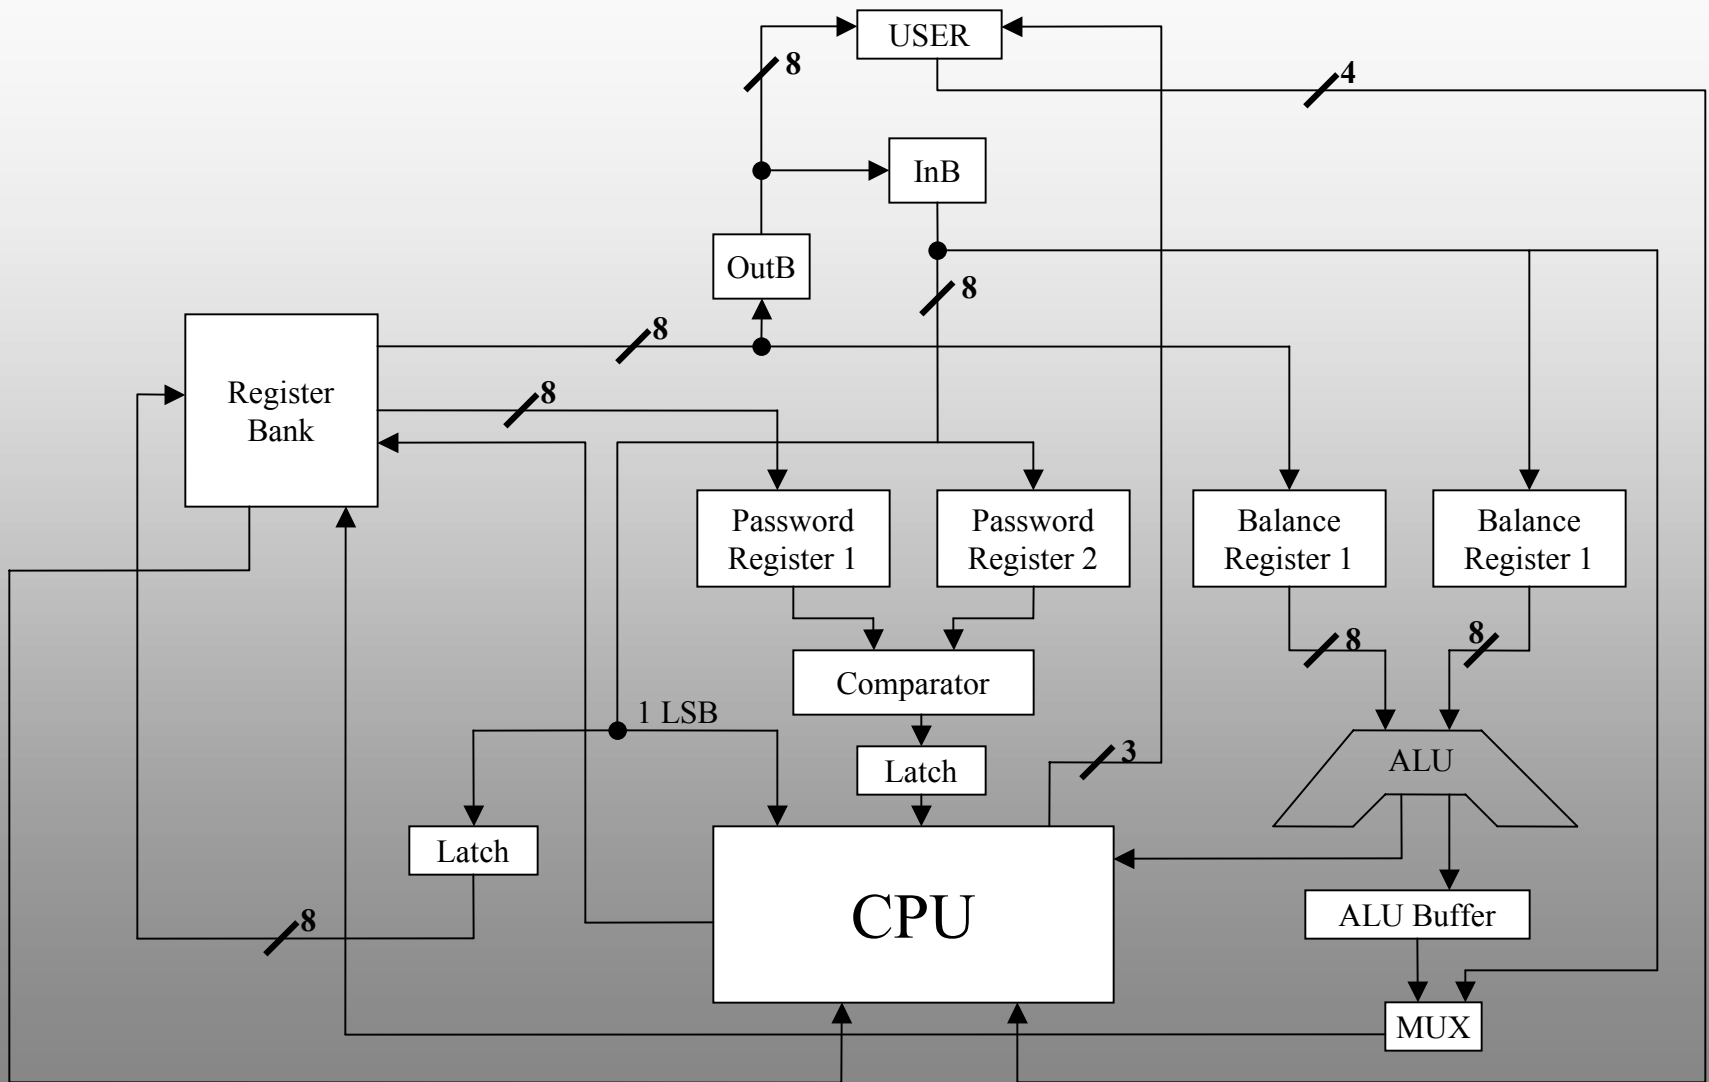 USER
8
4
InB
OutB
8
8
Register
Bank
8
Password
Register 1
Password
Register 2
Balance
Register 1
Balance
Register 1
8
8
Comparator
1 LSB
3
Latch
ALU
Latch
CPU
ALU Buffer
8
MUX